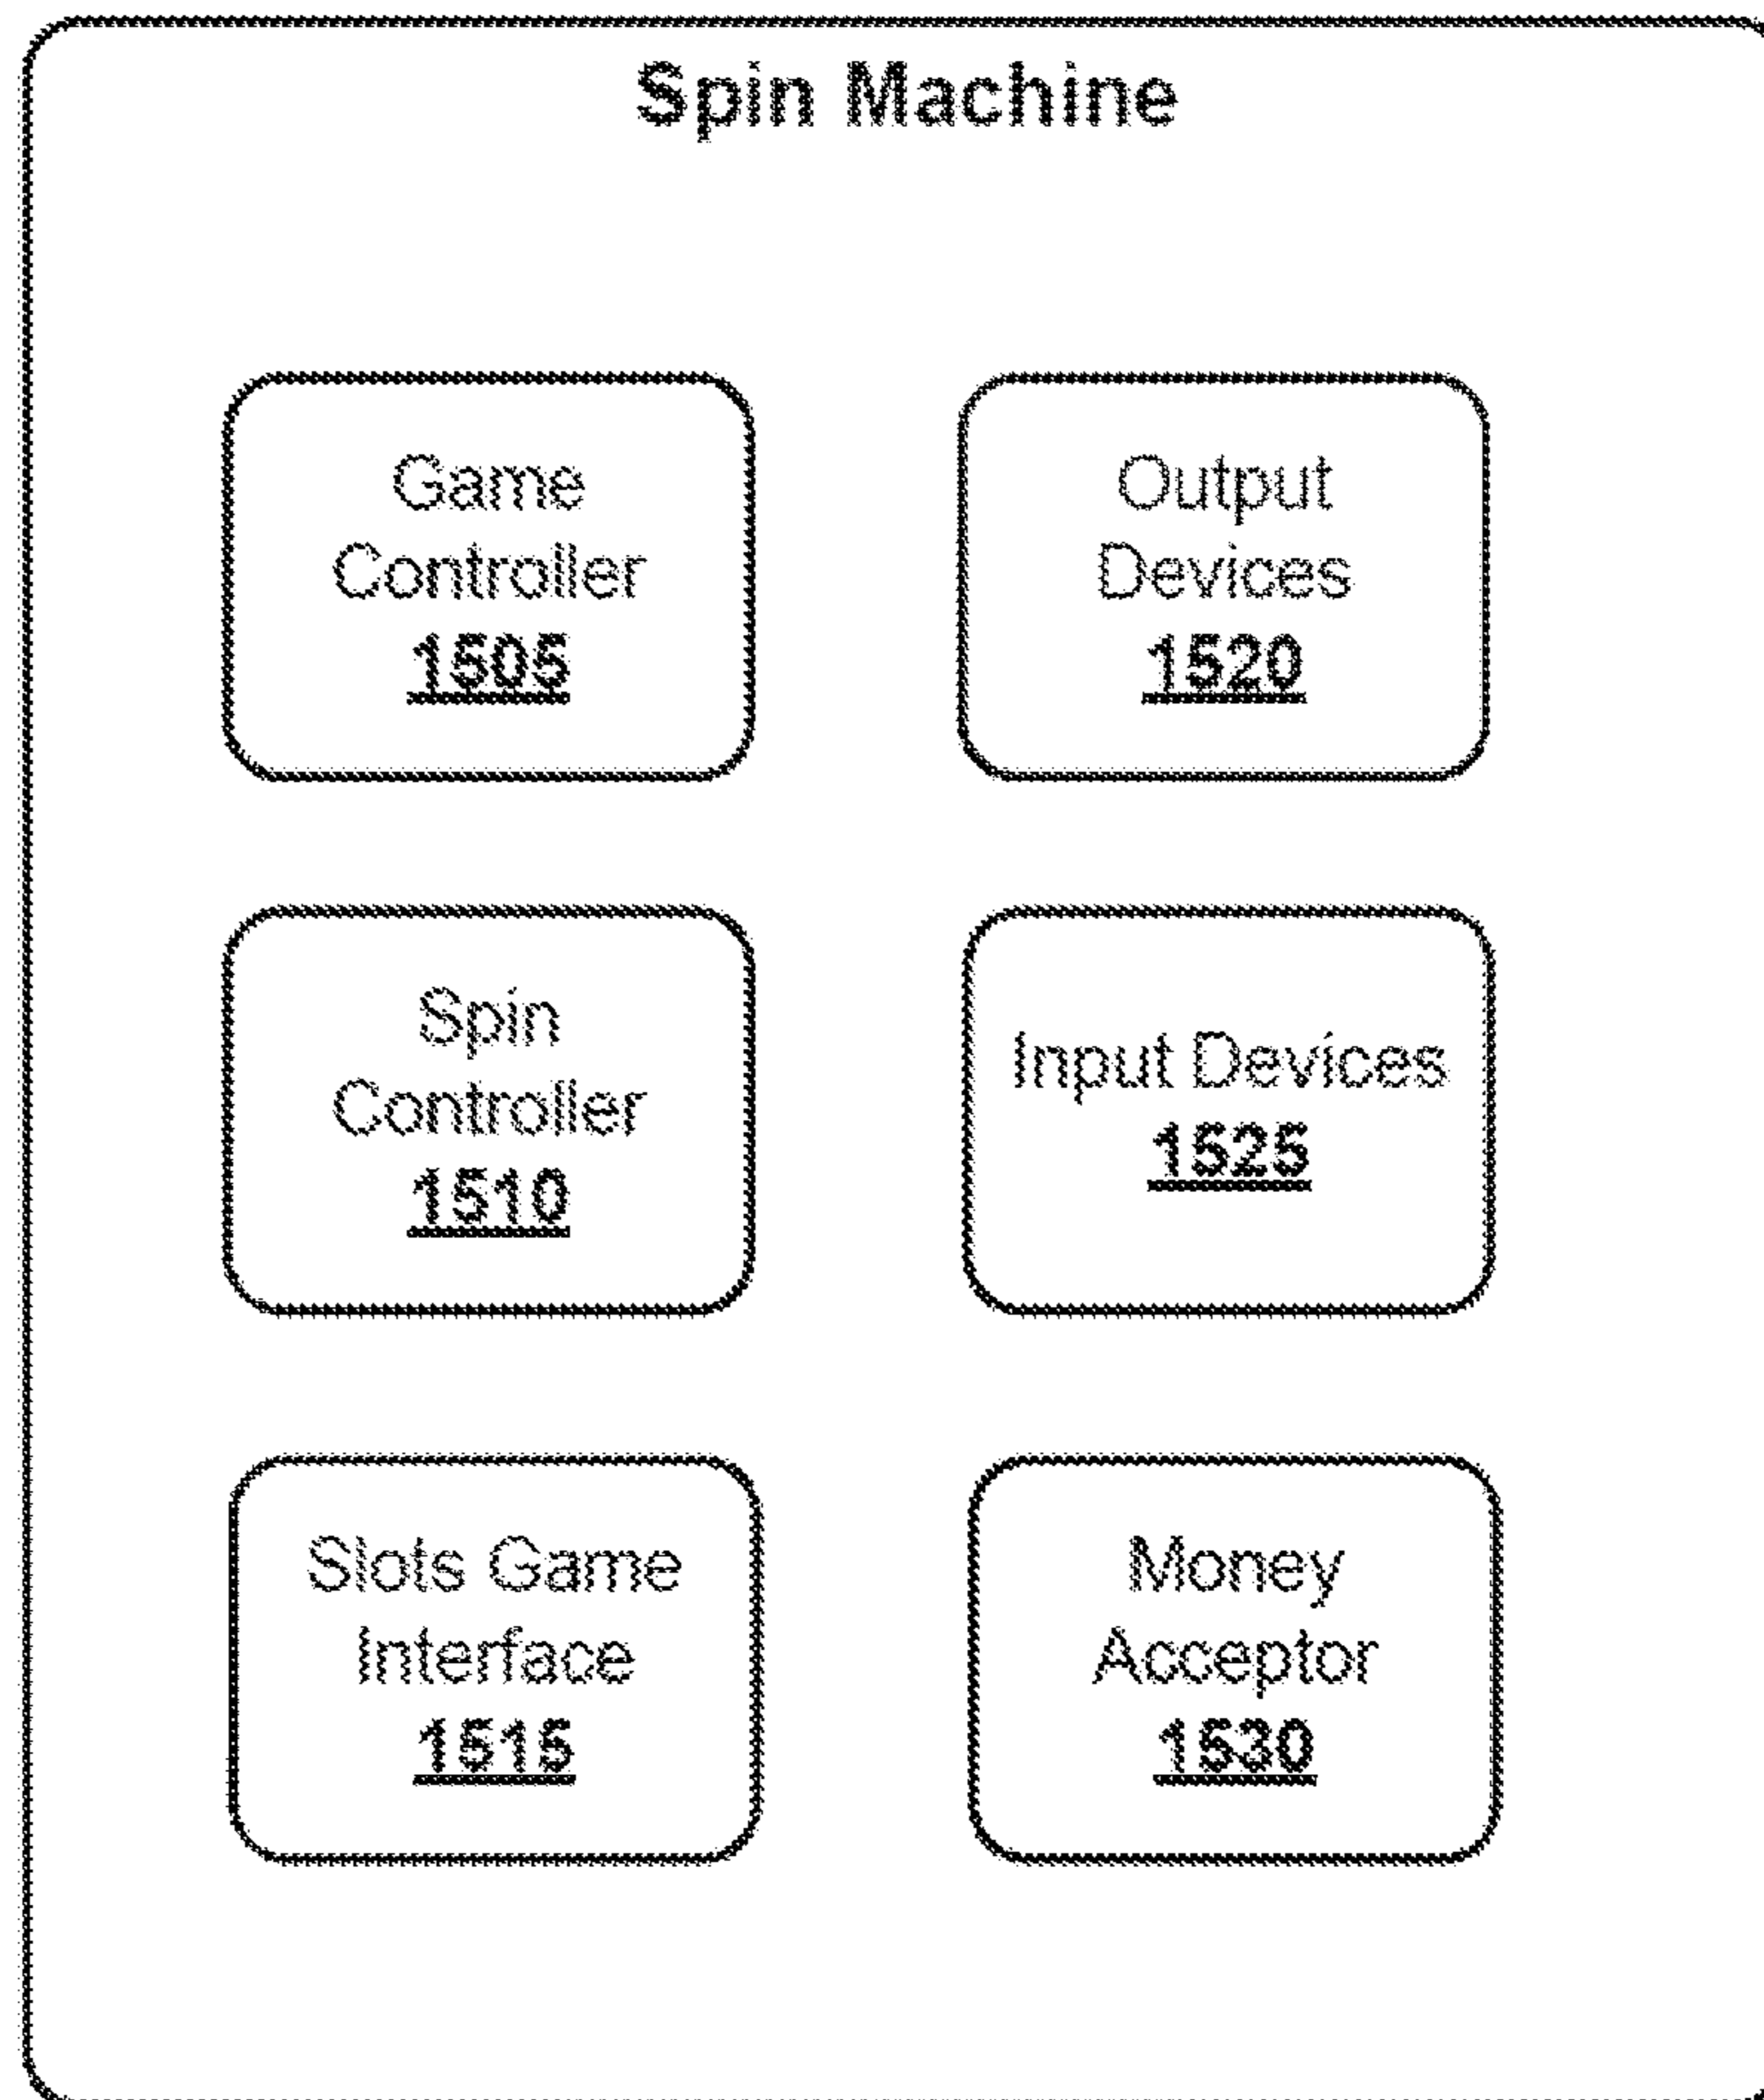 Spin Machine
Game
Controller
1505
Output
Devices
1520
Spin
Controller
1510
Input Devices
1525
Slots Game
Interface
1515
Money
Acceptor
1530